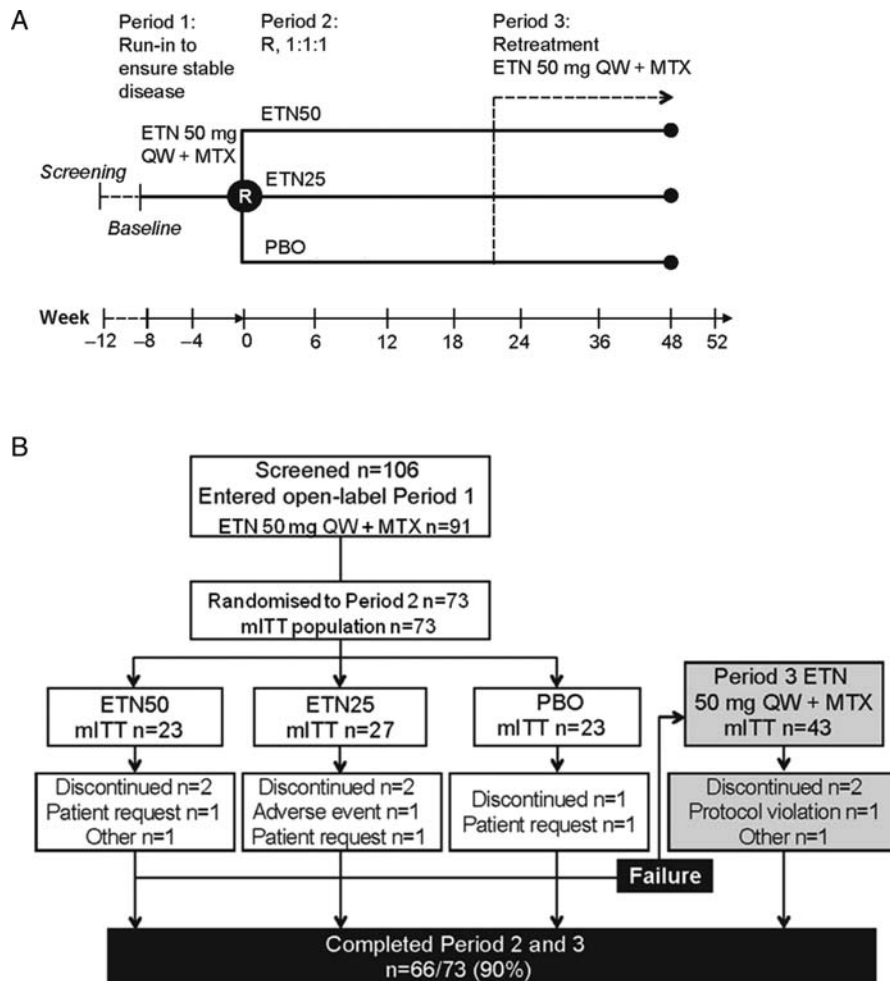 A
Period 1:
Run-in to
ensure stable
disease
Period 2:
R, 1:1:1
Period 3:
Retreatment
ETN 50 mg QW + MTX
ETN 50 mg
QW + MTX
ETN50
Screening
R
ETN25
Baseline
PBO
Week
–12 –8 –4 0 6 12 18 24 36 48 52
B
Screened n=106
Entered open-label Period 1
ETN 50 mg QW + MTX n=91
Randomised to Period 2 n=73
mITT population n=73
ETN50
mITT n=23
ETN25
mITT n=27
PBO
mITT n=23
Period 3 ETN
50 mg QW + MTX
mITT n=43
Discontinued n=2
Patient request n=1
Other n=1
Discontinued n=2
Adverse event n=1
Patient request n=1
Discontinued n=1
Patient request n=1
Discontinued n=2
Protocol violation n=1
Other n=1
Failure
Completed Period 2 and 3
n=66/73 (90%)